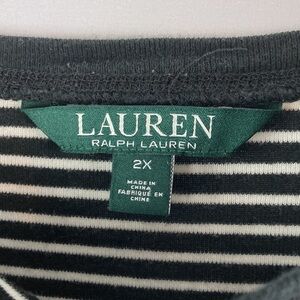 LAUREN
RALPH LAUREN
2X
MADE IN
CHINA
FABRIQUÉ EN
CHINE